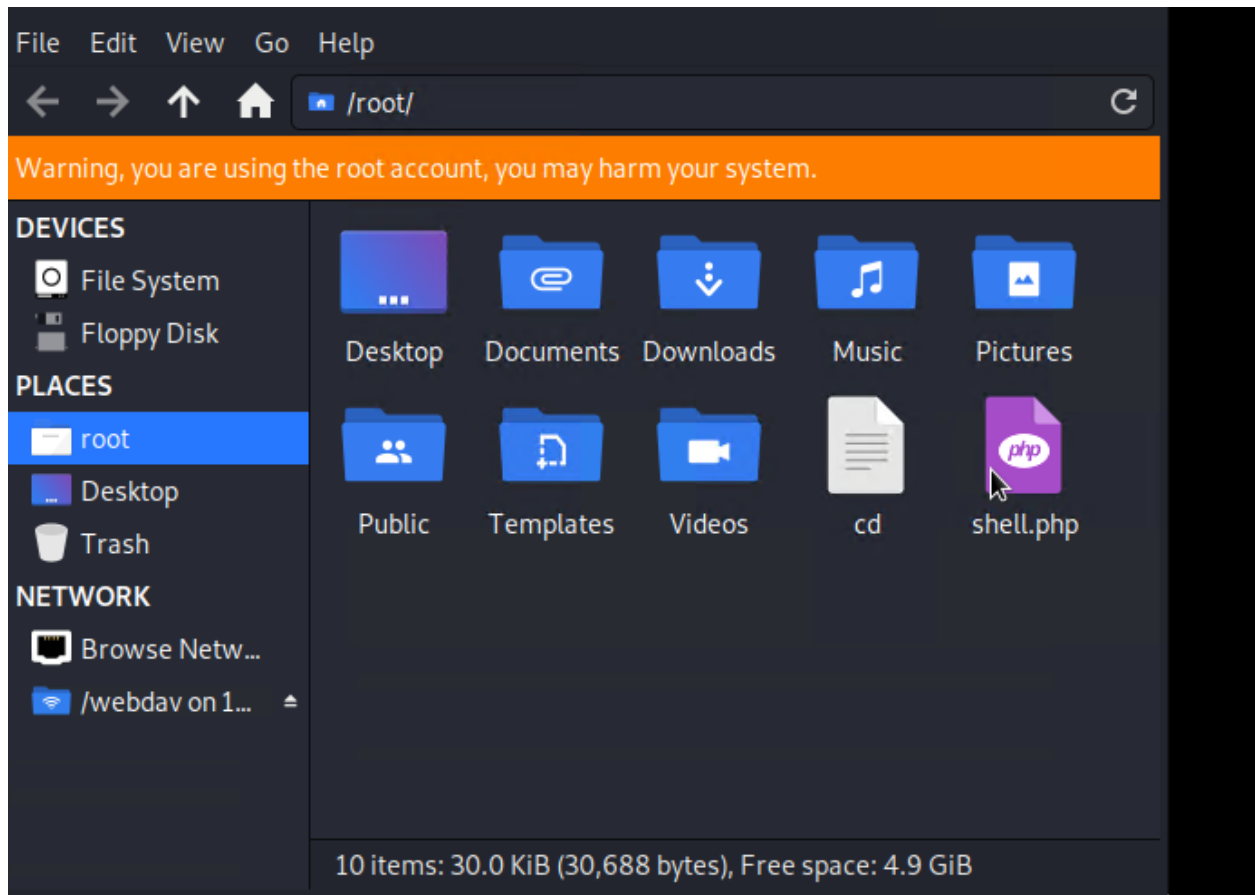 File Edit View Go Help
/root/
Warning, you are using the root account, you may harm your system.
DEVICES
File System
Floppy Disk
PLACES
root
Desktop
Trash
NETWORK
Browse Netw...
/webdav on 1...
Desktop Documents Downloads Music Pictures
php
Public Templates Videos cd shell.php
10 items: 30.0 KiB (30,688 bytes), Free space: 4.9 GiB